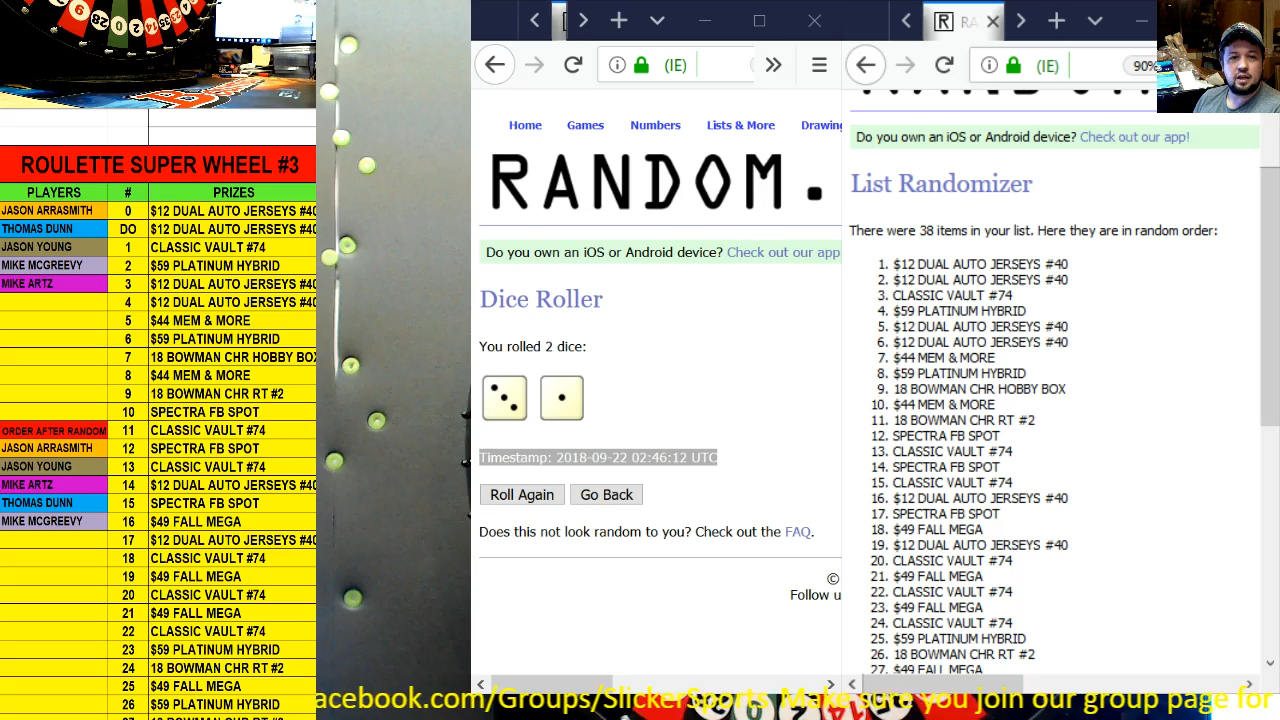 ROULETTE SUPER WHEEL #3
PLAYERS # PRIZES
JASON ARRASMITH 0 $12 DUAL AUTO JERSEYS #40
THOMAS DUNN DO $12 DUAL AUTO JERSEYS #40
JASON YOUNG 1 CLASSIC VAULT #74
MIKE MCGREEVY 2 $59 PLATINUM HYBRID
MIKE ARTZ 3 $12 DUAL AUTO JERSEYS #40
4 $12 DUAL AUTO JERSEYS #40
5 $44 MEM & MORE
6 $59 PLATINUM HYBRID
7 18 BOWMAN CHR HOBBY BOX
8 $44 MEM & MORE
9 18 BOWMAN CHR RT #2
10 SPECTRA FB SPOT
ORDER AFTER RANDOM 11 CLASSIC VAULT #74
JASON ARRASMITH 12 SPECTRA FB SPOT
JASON YOUNG 13 CLASSIC VAULT #74
MIKE ARTZ 14 $12 DUAL AUTO JERSEYS #40
THOMAS DUNN 15 SPECTRA FB SPOT
MIKE MCGREEVY 16 $49 FALL MEGA
17 $12 DUAL AUTO JERSEYS #40
18 CLASSIC VAULT #74
19 $49 FALL MEGA
20 CLASSIC VAULT #74
21 $49 FALL MEGA
22 CLASSIC VAULT #74
23 $59 PLATINUM HYBRID
24 18 BOWMAN CHR RT #2
25 $49 FALL MEGA
26 $59 PLATINUM HYBRID
(IE)
Home Games Numbers Lists & More Drawing
RANDOM.
Do you own an iOS or Android device? Check out our app
Dice Roller
You rolled 2 dice:
Timestamp: 2018-09-22 02:46:12 UTC
Roll Again Go Back
Does this not look random to you? Check out the FAQ.
©
Follow u
R RA
(IE) 90%
Do you own an iOS or Android device? Check out our app!
List Randomizer
There were 38 items in your list. Here they are in random order:
1. $12 DUAL AUTO JERSEYS #40
2. $12 DUAL AUTO JERSEYS #40
3. CLASSIC VAULT #74
4. $59 PLATINUM HYBRID
5. $12 DUAL AUTO JERSEYS #40
6. $12 DUAL AUTO JERSEYS #40
7. $44 MEM & MORE
8. $59 PLATINUM HYBRID
9. 18 BOWMAN CHR HOBBY BOX
10. $44 MEM & MORE
11. 18 BOWMAN CHR RT #2
12. SPECTRA FB SPOT
13. CLASSIC VAULT #74
14. SPECTRA FB SPOT
15. CLASSIC VAULT #74
16. $12 DUAL AUTO JERSEYS #40
17. SPECTRA FB SPOT
18. $49 FALL MEGA
19. $12 DUAL AUTO JERSEYS #40
20. CLASSIC VAULT #74
21. $49 FALL MEGA
22. CLASSIC VAULT #74
23. $49 FALL MEGA
24. CLASSIC VAULT #74
25. $59 PLATINUM HYBRID
26. 18 BOWMAN CHR RT #2
27. $49 FALL MEGA
acebook.com/Groups/SlickerSports Make sure you join our group page for